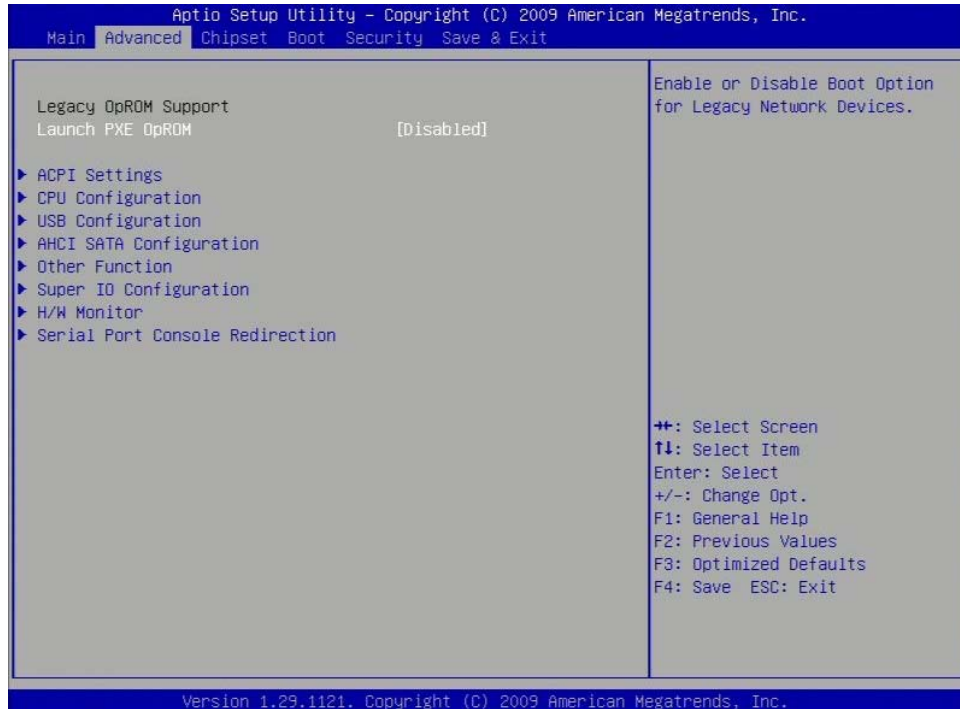 Aptio Setup Utility – Copyright (C) 2009 American Megatrends, Inc.
Main Advanced Chipset Boot Security Save & Exit
Legacy OpROM Support
Launch PXE OpROM [Disabled]
ACPI Settings
CPU Configuration
USB Configuration
AHCI SATA Configuration
Other Function
Super IO Configuration
H/W Monitor
Serial Port Console Redirection
Enable or Disable Boot Option
for Legacy Network Devices.
→←: Select Screen
↑↓: Select Item
Enter: Select
+/-: Change Opt.
F1: General Help
F2: Previous Values
F3: Optimized Defaults
F4: Save ESC: Exit
Version 1.29.1121. Copyright (C) 2009 American Megatrends, Inc.